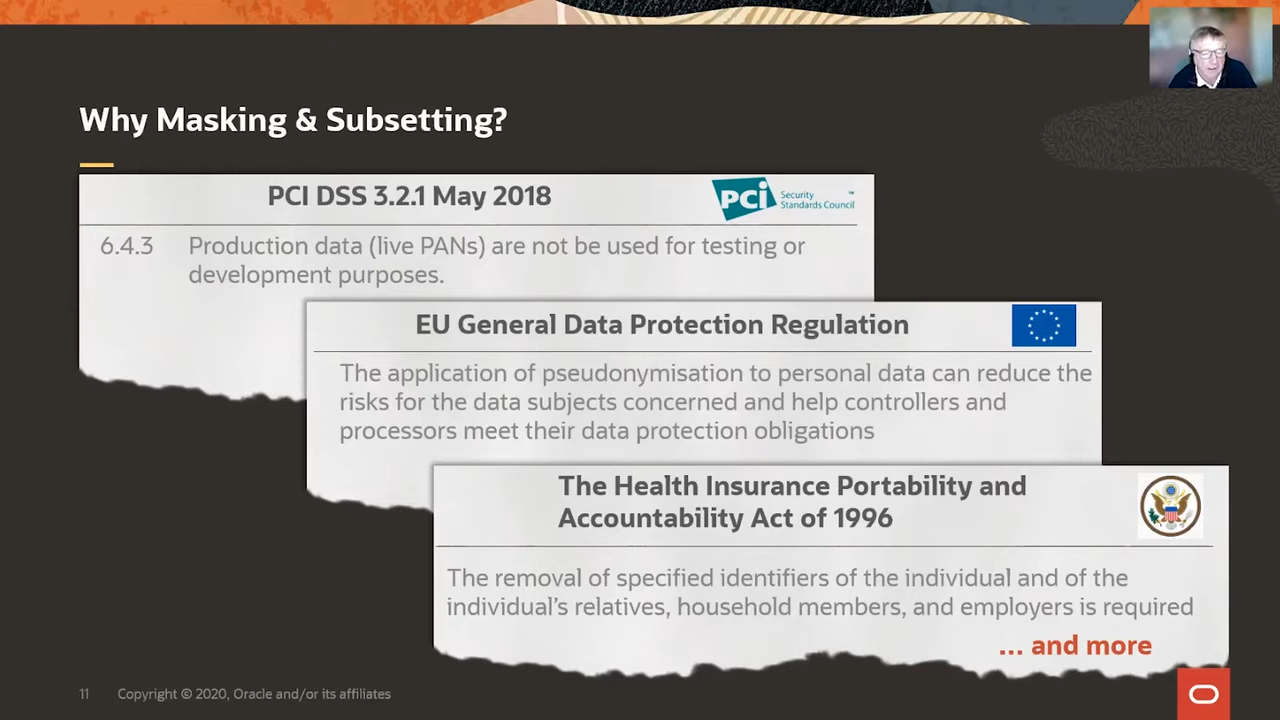 Why Masking & Subsetting?
PCI DSS 3.2.1 May 2018
PCI Security
Standards Council
™
6.4.3 Production data (live PANs) are not be used for testing or
development purposes.
EU General Data Protection Regulation
The application of pseudonymisation to personal data can reduce the
risks for the data subjects concerned and help controllers and
processors meet their data protection obligations
The Health Insurance Portability and
Accountability Act of 1996
The removal of specified identifiers of the individual and of the
individual's relatives, household members, and employers is required
... and more
11 Copyright © 2020, Oracle and/or its affiliates